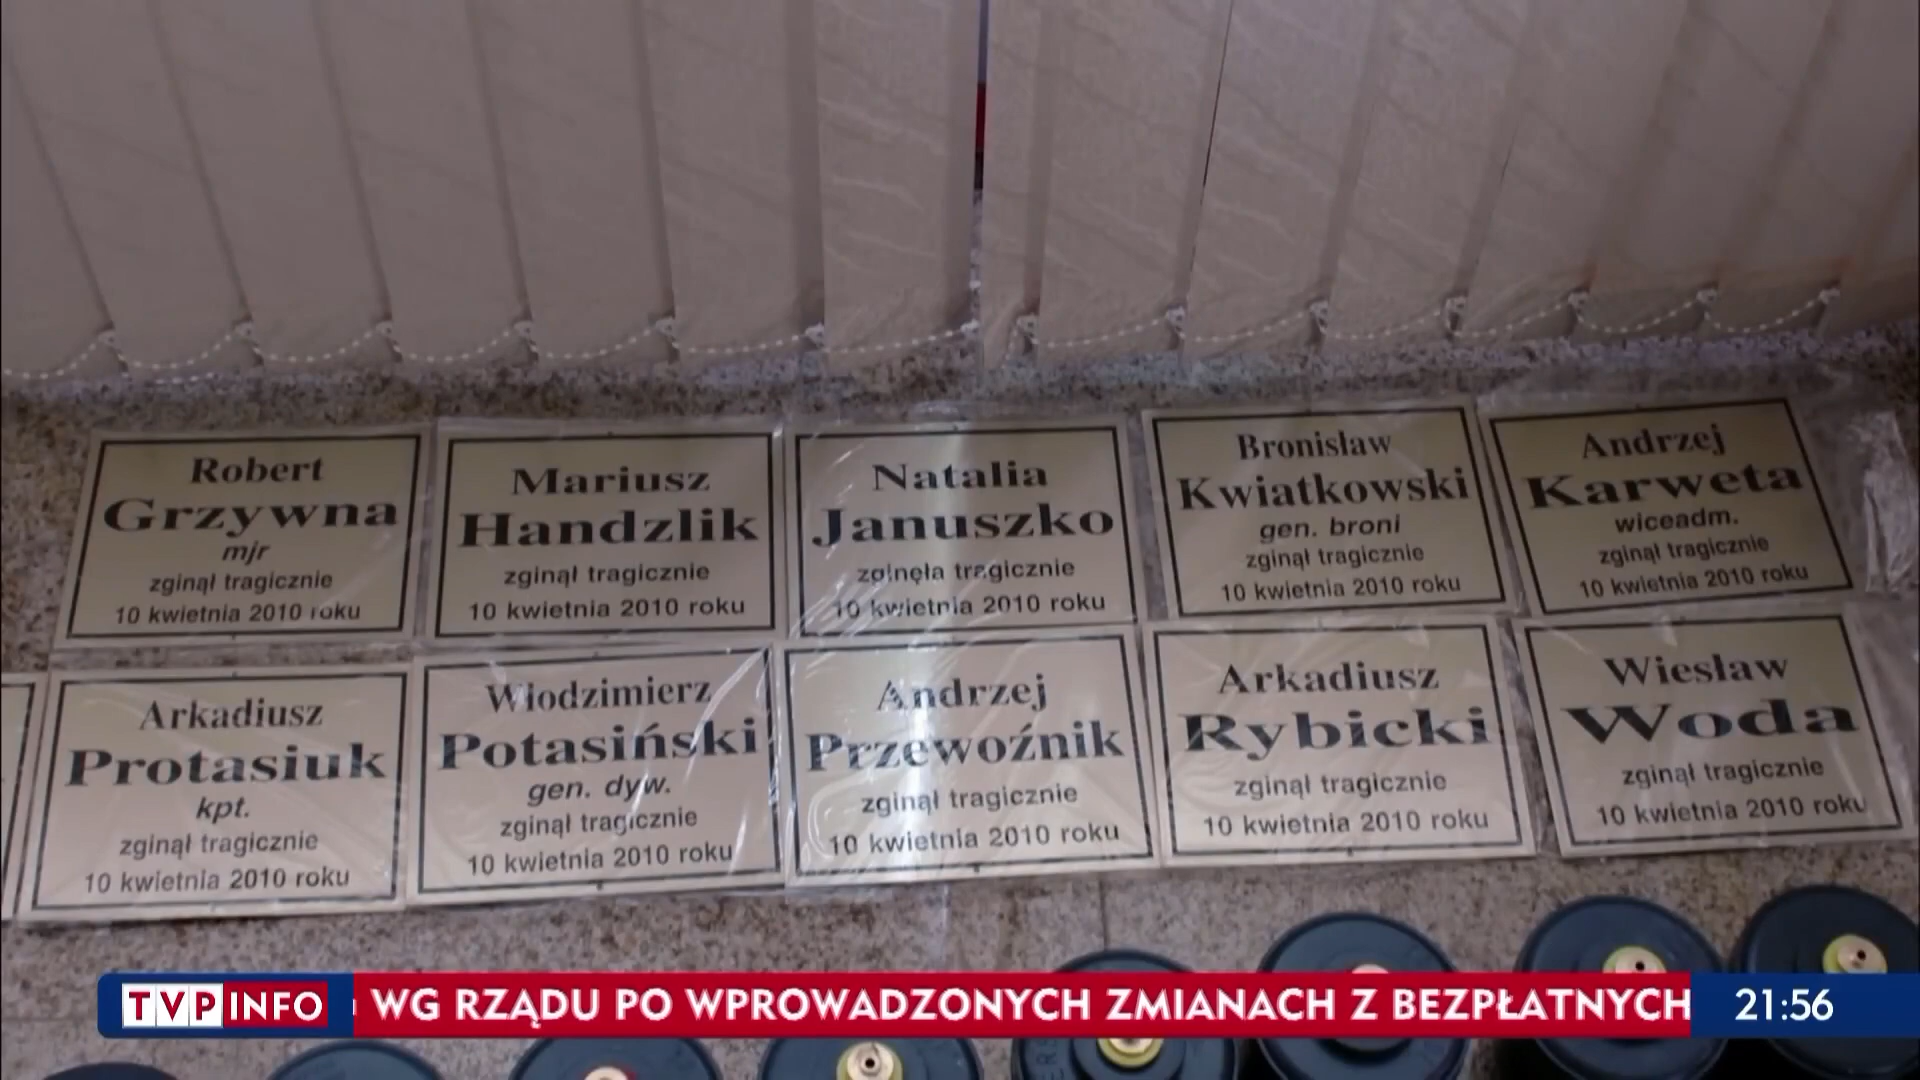 Robert
Grzywna
mjr
zginął tragicznie
10 kwietnia 2010 roku
Mariusz
Handzlik
zginął tragicznie
10 kwietnia 2010 roku
Natalia
Januszko
zginęła tragicznie
10 kwietnia 2010 roku
Bronisław
Kwiatkowski
gen. broni
zginął tragicznie
10 kwietnia 2010 roku
Andrzej
Karweta
wiceadm.
zginął tragicznie
10 kwietnia 2010 roku
Arkadiusz
Protasiuk
kpt.
zginął tragicznie
10 kwietnia 2010 roku
Włodzimierz
Potasiński
gen. dyw.
zginął tragicznie
10 kwietnia 2010 roku
Andrzej
Przewoźnik
zginął tragicznie
10 kwietnia 2010 roku
Arkadiusz
Rybicki
zginął tragicznie
10 kwietnia 2010 roku
Wiesław
Woda
zginął tragicznie
10 kwietnia 2010 roku
TVP INFO WG RZĄDU PO WPROWADZONYCH ZMIANACH Z BEZPŁATNYCH 21:56